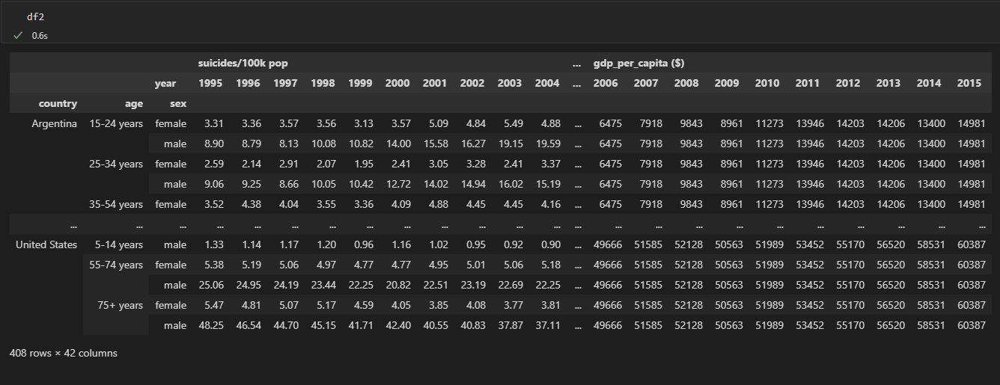 df2
0.6s
suicides/100k pop ... gdp_per_capita ($)
year 1995 1996 1997 1998 1999 2000 2001 2002 2003 2004 ... 2006 2007 2008 2009 2010 2011 2012 2013 2014 2015
country age sex
Argentina 15-24 years female 3.31 3.36 3.57 3.56 3.13 3.57 5.09 4.84 5.49 4.88 ... 6475 7918 9843 8961 11273 13946 14203 14206 13400 14981
male 8.90 8.79 8.13 10.08 10.82 14.00 15.58 16.27 19.15 19.59 ... 6475 7918 9843 8961 11273 13946 14203 14206 13400 14981
25-34 years female 2.59 2.14 2.91 2.07 1.95 2.41 3.05 3.28 2.41 3.37 ... 6475 7918 9843 8961 11273 13946 14203 14206 13400 14981
male 9.06 9.25 8.66 10.05 10.42 12.72 14.02 14.94 16.02 15.19 ... 6475 7918 9843 8961 11273 13946 14203 14206 13400 14981
35-54 years female 3.52 4.38 4.04 3.55 3.36 4.09 4.88 4.45 4.45 4.16 ... 6475 7918 9843 8961 11273 13946 14203 14206 13400 14981
... ... ... ... ... ... ... ... ... ... ... ... ... ... ... ... ... ... ... ... ... ... ... ... ...
United States 5-14 years male 1.33 1.14 1.17 1.20 0.96 1.16 1.02 0.95 0.92 0.90 ... 49666 51585 52128 50563 51989 53452 55170 56520 58531 60387
55-74 years female 5.38 5.19 5.06 4.97 4.77 4.77 4.95 5.01 5.06 5.18 ... 49666 51585 52128 50563 51989 53452 55170 56520 58531 60387
male 25.06 24.95 24.19 23.44 22.25 20.82 22.51 23.19 22.69 22.25 ... 49666 51585 52128 50563 51989 53452 55170 56520 58531 60387
75+ years female 5.47 4.81 5.07 5.17 4.59 4.05 3.85 4.08 3.77 3.81 ... 49666 51585 52128 50563 51989 53452 55170 56520 58531 60387
male 48.25 46.54 44.70 45.15 41.71 42.40 40.55 40.83 37.87 37.11 ... 49666 51585 52128 50563 51989 53452 55170 56520 58531 60387
408 rows × 42 columns